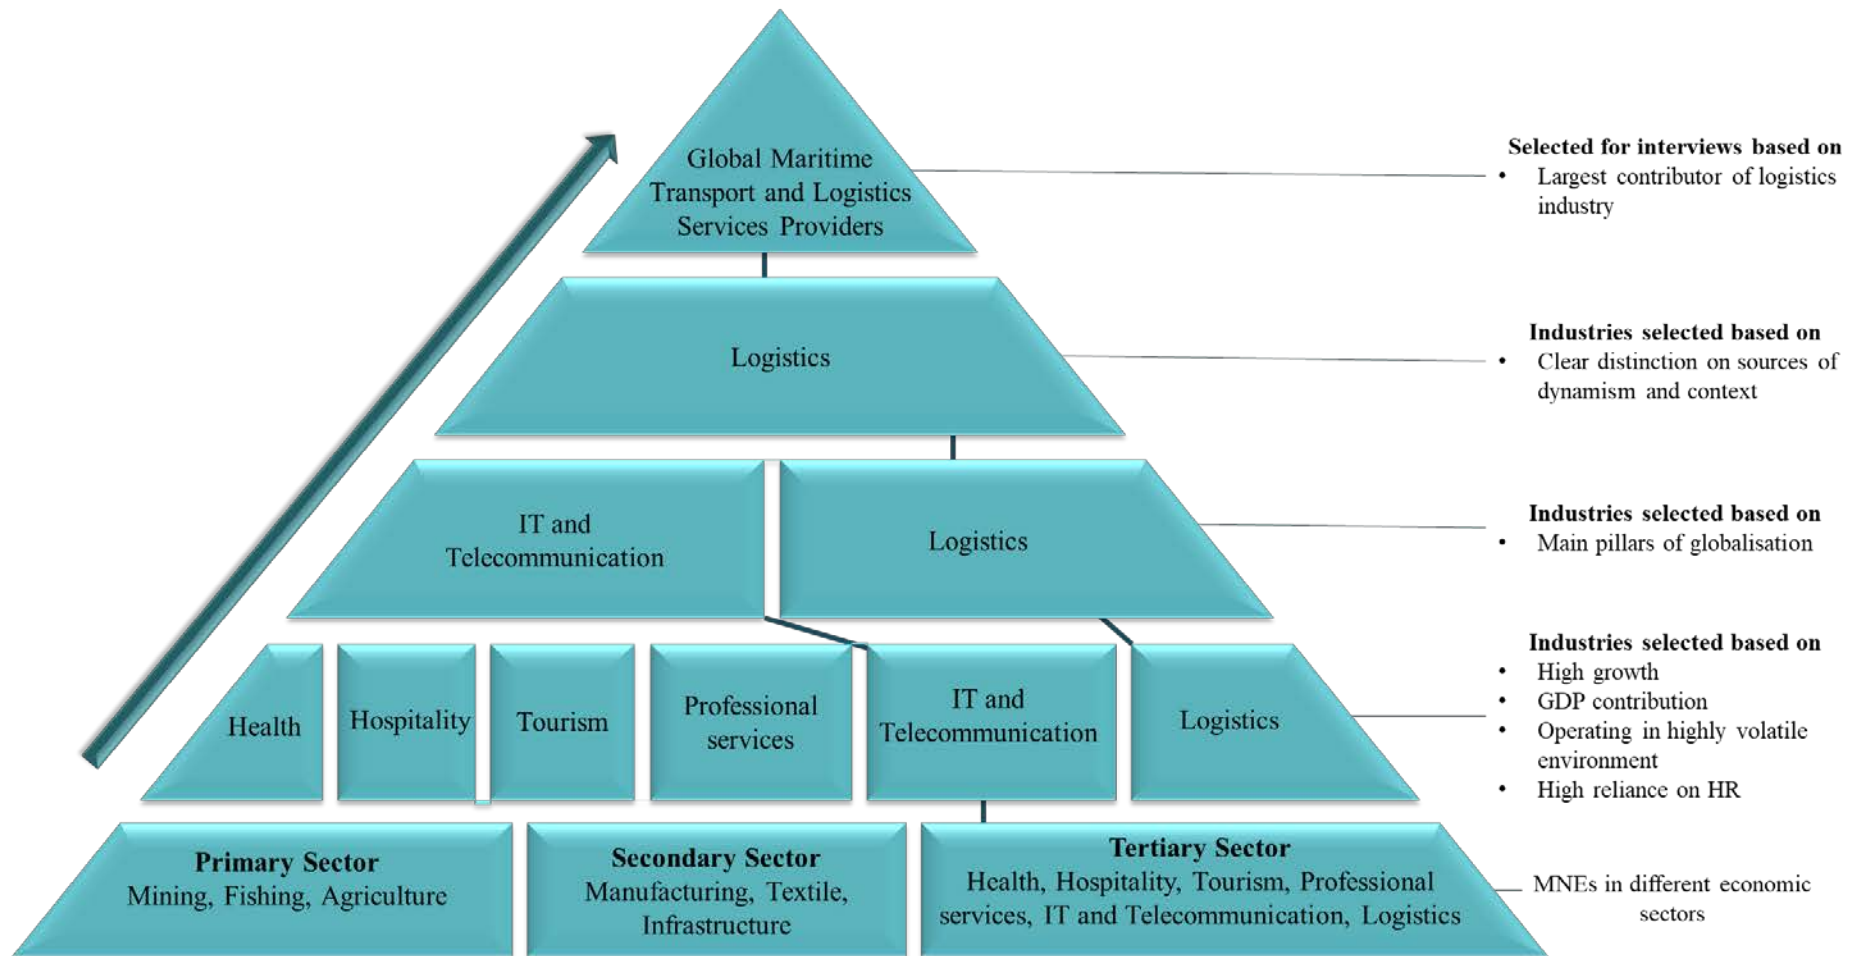 Global Maritime
Transport and Logistics
Services Providers
Selected for interviews based on
• Largest contributor of logistics
industry
Logistics
Industries selected based on
• Clear distinction on sources of
dynamism and context
IT and
Telecommunication
Logistics
Industries selected based on
• Main pillars of globalisation
Health
Hospitality
Tourism
Professional
services
IT and
Telecommunication
Logistics
Industries selected based on
• High growth
• GDP contribution
• Operating in highly volatile
environment
• High reliance on HR
Primary Sector
Mining, Fishing, Agriculture
Secondary Sector
Manufacturing, Textile,
Infrastructure
Tertiary Sector
Health, Hospitality, Tourism, Professional
services, IT and Telecommunication, Logistics
MNEs in different economic
sectors